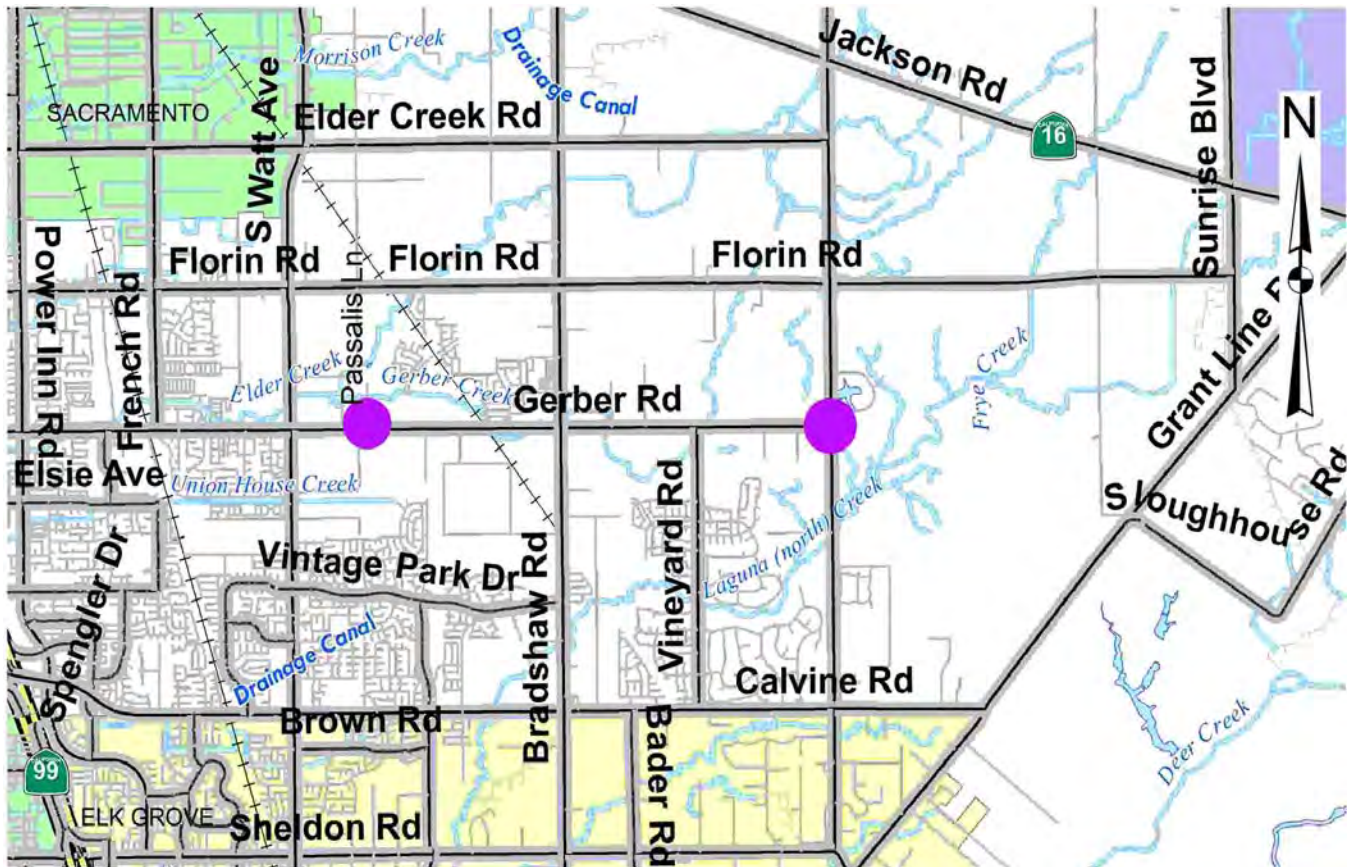 Morrison Creek
Drainage Canal
Jackson Rd
CALIFORNIA
16
Sunrise Blvd
N
SACRAMENTO
S Watt Ave
Elder Creek Rd
Power Inn Rd
French Rd
Florin Rd
Passalis Ln
Florin Rd
Florin Rd
Grant Line R
Elder Creek
Gerber Creek
Gerber Rd
Frye Creek
Elsie Ave
Union House Creek
Vineyard Rd
Laguna (north) Creek
Sloughhouse Rd
Spengler Dr
Vintage Park Dr
Bradshaw Rd
Drainage Canal
Calvine Rd
Brown Rd
Bader Rd
Deer Creek
99
ELK GROVE
Sheldon Rd